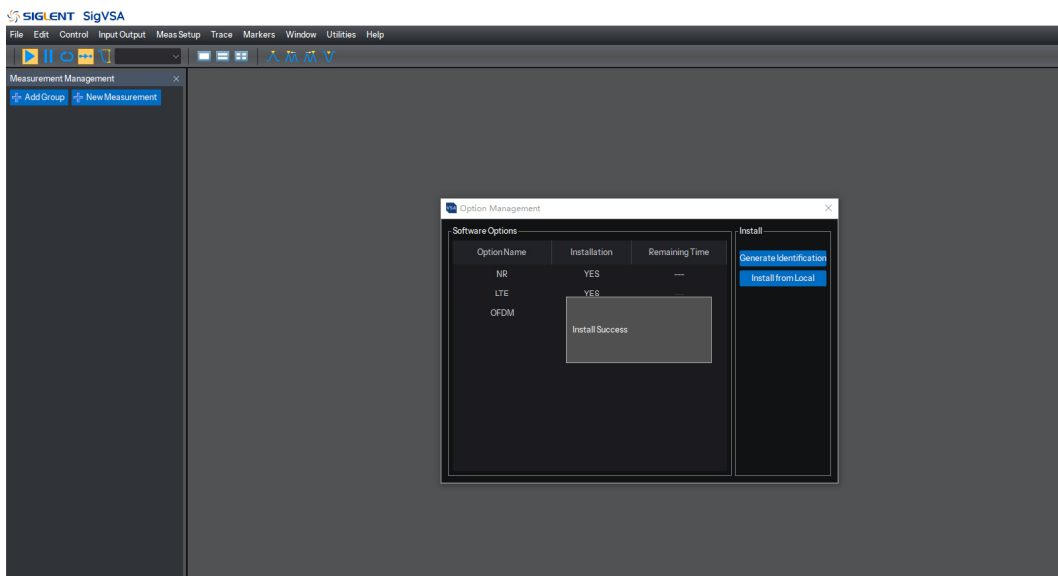 SIGLENT SigVSA
File Edit Control Input Output Meas Setup Trace Markers Window Utilities Help
Measurement Management
Add Group New Measurement
VSA Option Management
Software Options
Install
Option Name Installation Remaining Time
Generate Identification
NR YES ---
Install from Local
LTE YES ---
OFDM
Install Success